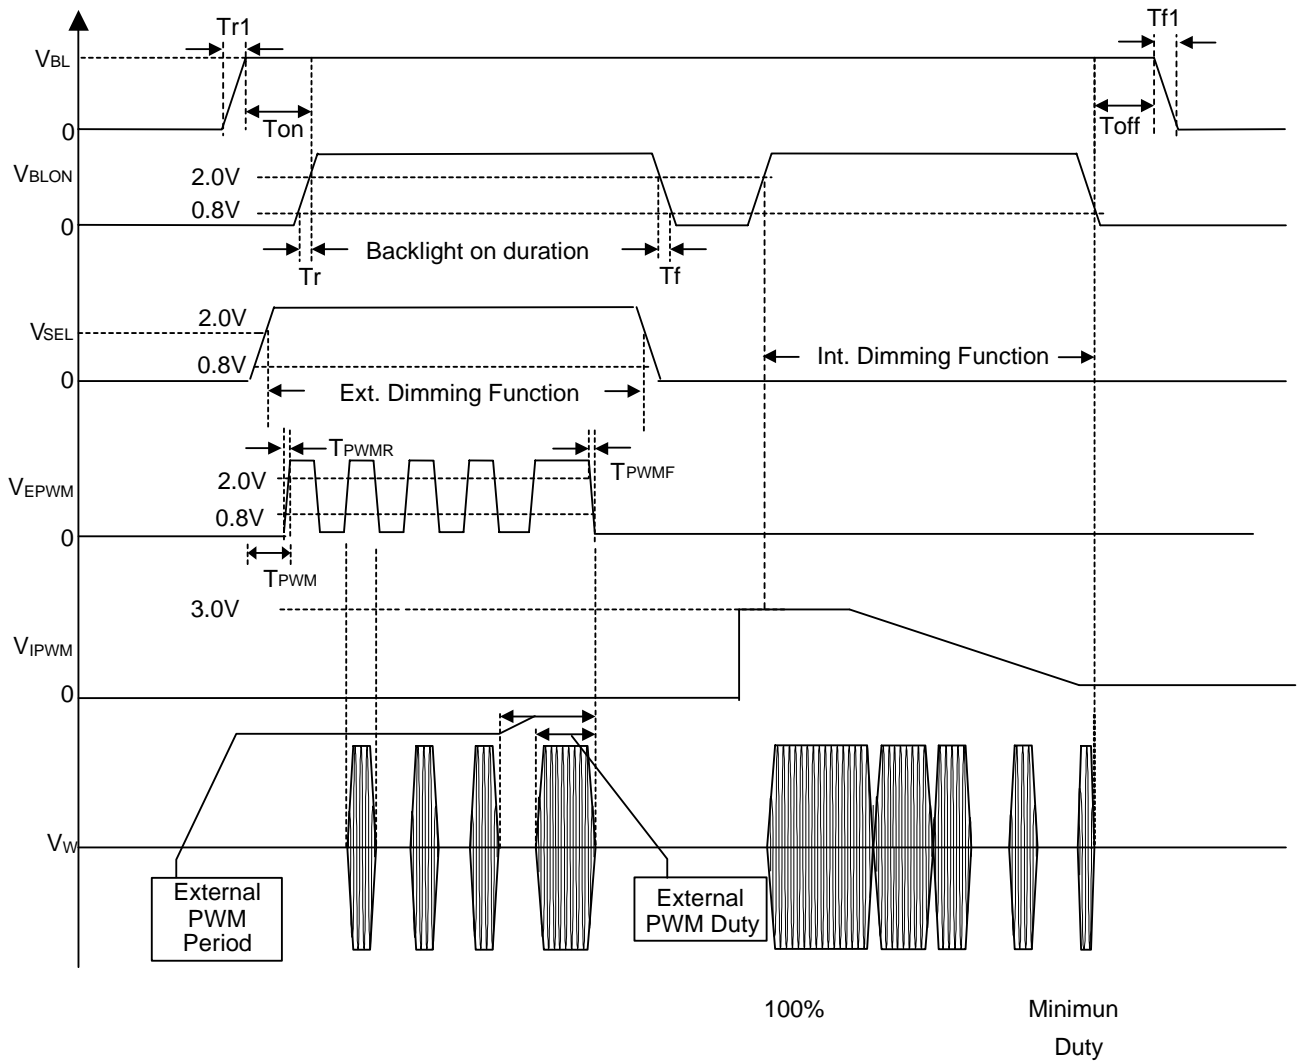 Tr1
Tf1
VBL
0
Ton
Toff
VBLON
2.0V
0.8V
0
Backlight on duration
Tr
Tf
VSEL
2.0V
0.8V
0
Int. Dimming Function
Ext. Dimming Function
TPWMR
TPWMF
VEPWM
2.0V
0.8V
0
TPWM
3.0V
VIPWM
0
VW
External
PWM
Period
External
PWM Duty
100%
Minimun
Duty